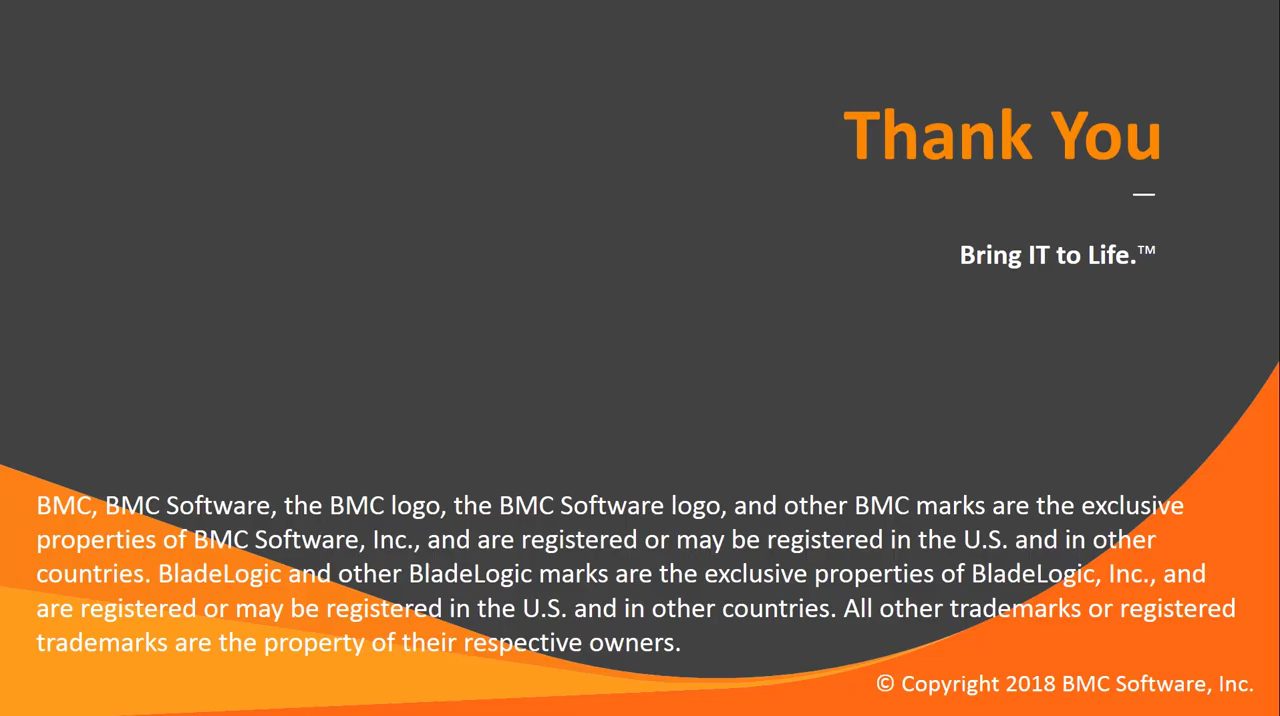 Thank You
—
Bring IT to Life.™
BMC, BMC Software, the BMC logo, the BMC Software logo, and other BMC marks are the exclusive
properties of BMC Software, Inc., and are registered or may be registered in the U.S. and in other
countries. BladeLogic and other BladeLogic marks are the exclusive properties of BladeLogic, Inc., and
are registered or may be registered in the U.S. and in other countries. All other trademarks or registered
trademarks are the property of their respective owners.
© Copyright 2018 BMC Software, Inc.